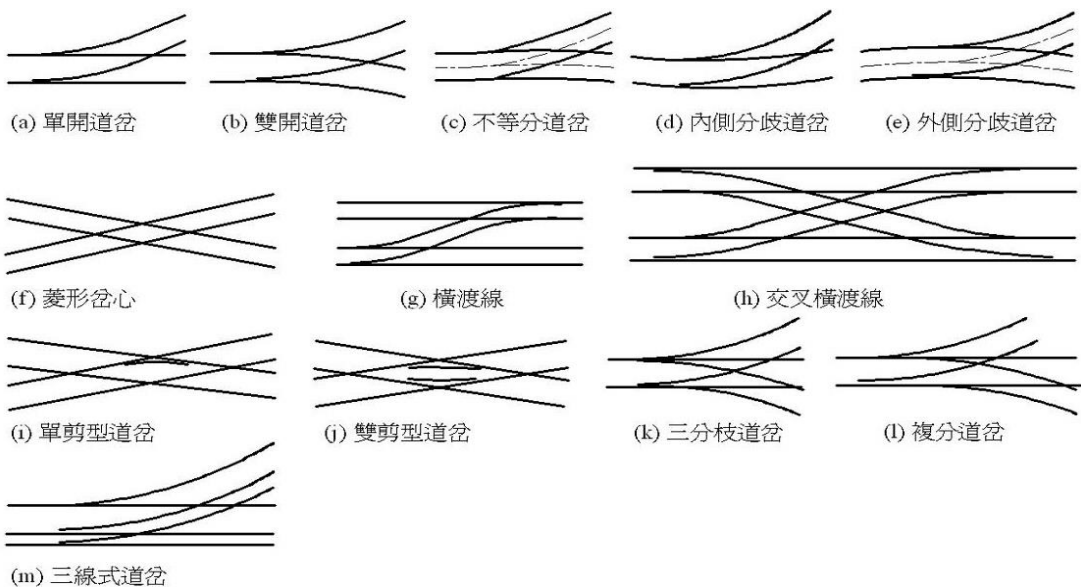 (a) 單開道岔
(b) 雙開道岔
(c) 不等分道岔
(d) 內側分歧道岔
(e) 外側分歧道岔
(f) 菱形岔心
(g) 橫渡線
(h) 交叉橫渡線
(i) 單剪型道岔
(j) 雙剪型道岔
(k) 三分枝道岔
(l) 複分道岔
(m) 三線式道岔